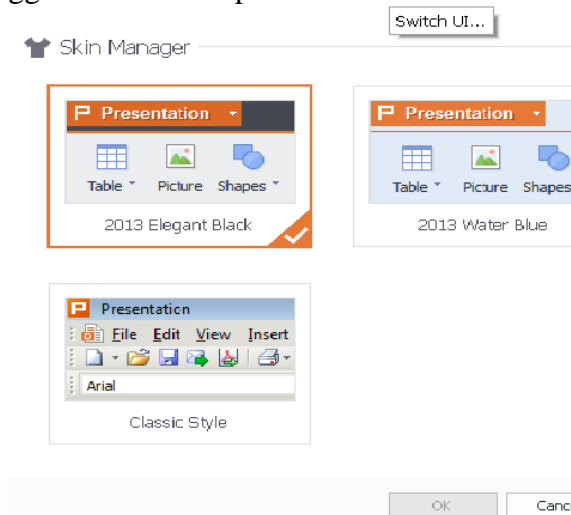 Switch UI...
Skin Manager
Presentation
Table Picture Shapes
2013 Elegant Black
Presentation
Table Picture Shapes
2013 Water Blue
Presentation
File Edit View Insert
Arial
Classic Style
OK Canc